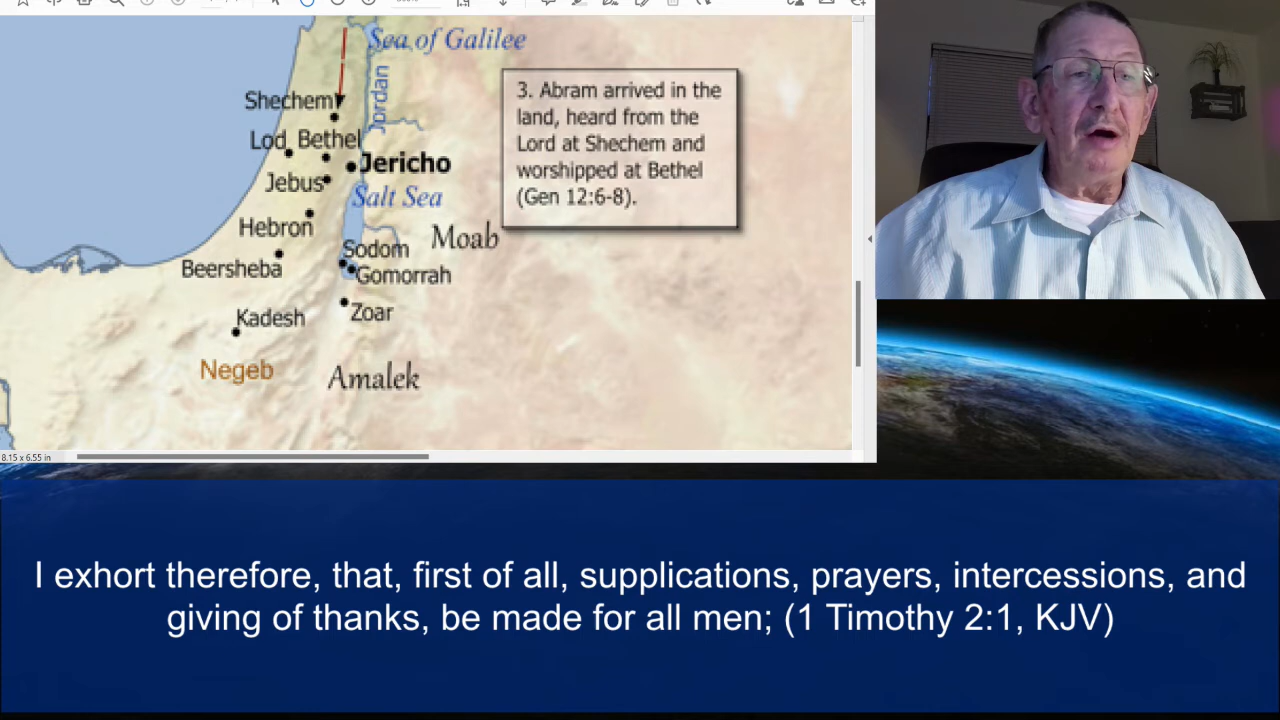 Sea of Galilee
Jordan
Shechem
Lod Bethel
Jericho
Jebus
Salt Sea
Hebron
Moab
Sodom
Beersheba
Gomorrah
Kadesh
Zoar
Negeb
Amalek
3. Abram arrived in the
land, heard from the
Lord at Shechem and
worshipped at Bethel
(Gen 12:6-8).
8.15 x 6.55 in
I exhort therefore, that, first of all, supplications, prayers, intercessions, and
giving of thanks, be made for all men; (1 Timothy 2:1, KJV)